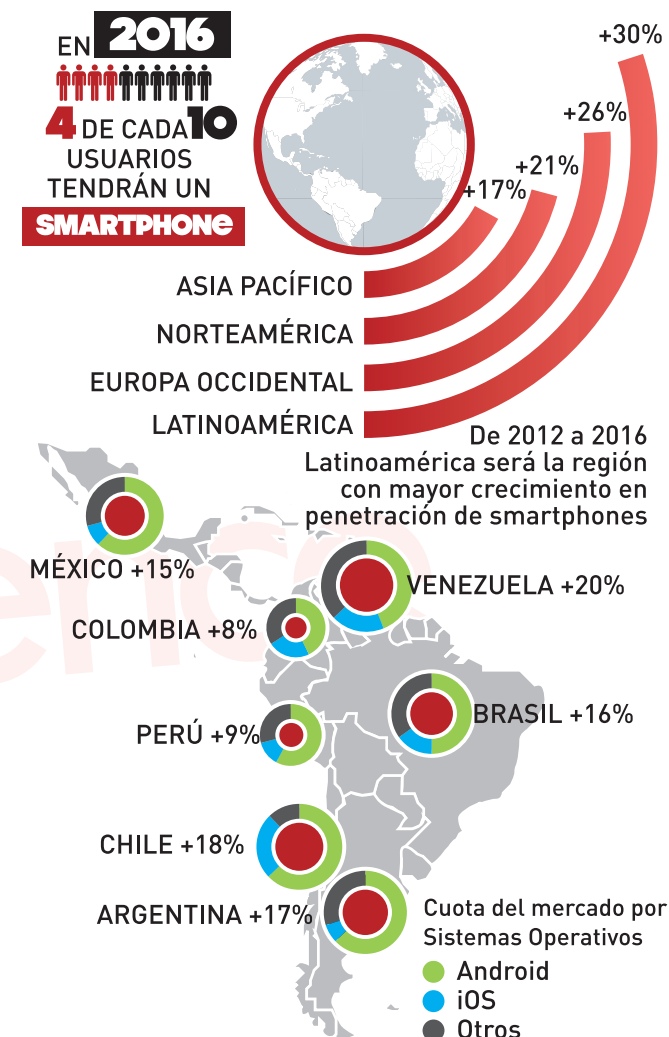 EN 2016
4 DE CADA 10
USUARIOS
TENDRÁN UN
SMARTPHONe
+30%
+26%
+21%
+17%
ASIA PACÍFICO
NORTEAMÉRICA
EUROPA OCCIDENTAL
LATINOAMÉRICA
De 2012 a 2016
Latinoamérica será la región
con mayor crecimiento en
penetración de smartphones
MÉXICO +15%
VENEZUELA +20%
COLOMBIA +8%
BRASIL +16%
PERÚ +9%
CHILE +18%
ARGENTINA +17%
Cuota del mercado por
Sistemas Operativos
Android
iOS
Otros